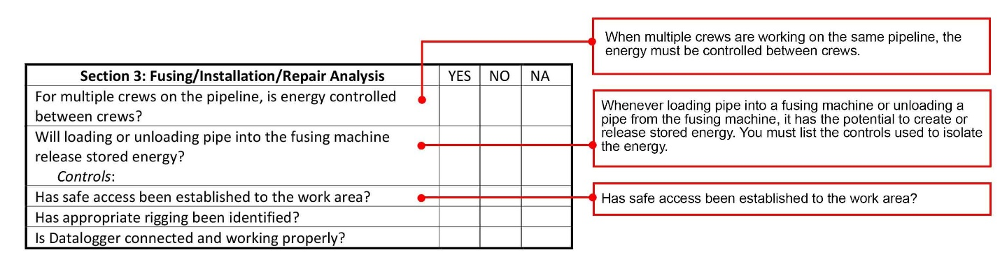 When multiple crews are working on the same pipeline, the
energy must be controlled between crews.
Section 3: Fusing/Installation/Repair Analysis YES NO NA
For multiple crews on the pipeline, is energy controlled
between crews?
Whenever loading pipe into a fusing machine or unloading a
pipe from the fusing machine, it has the potential to create or
release stored energy. You must list the controls used to isolate
the energy.
Will loading or unloading pipe into the fusing machine
release stored energy?
Controls:
Has safe access been established to the work area?
Has safe access been established to the work area?
Has appropriate rigging been identified?
Is Datalogger connected and working properly?